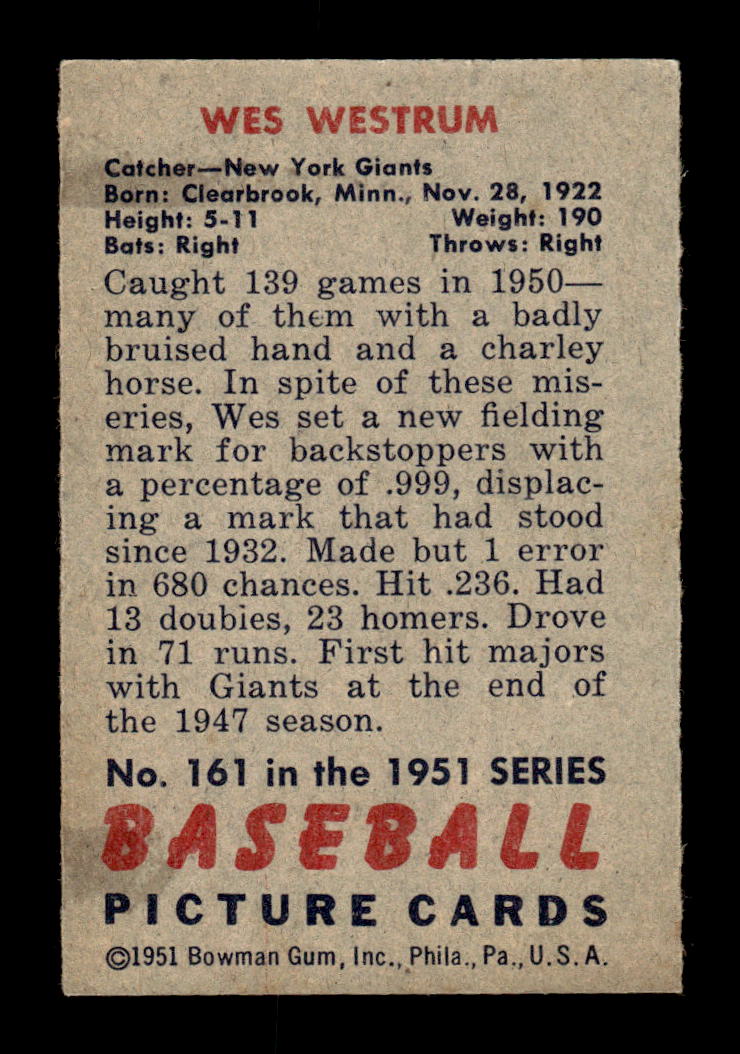 WES WESTRUM
Catcher—New York Giants
Born: Clearbrook, Minn., Nov. 28, 1922
Height: 5-11 Weight: 190
Bats: Right Throws: Right
Caught 139 games in 1950—
many of them with a badly
bruised hand and a charley
horse. In spite of these mis-
eries, Wes set a new fielding
mark for backstoppers with
a percentage of .999, displac-
ing a mark that had stood
since 1932. Made but 1 error
in 680 chances. Hit .236. Had
13 doubles, 23 homers. Drove
in 71 runs. First hit majors
with Giants at the end of
the 1947 season.
No. 161 in the 1951 SERIES
BASEBALL
PICTURE CARDS
©1951 Bowman Gum, Inc., Phila., Pa., U.S.A.